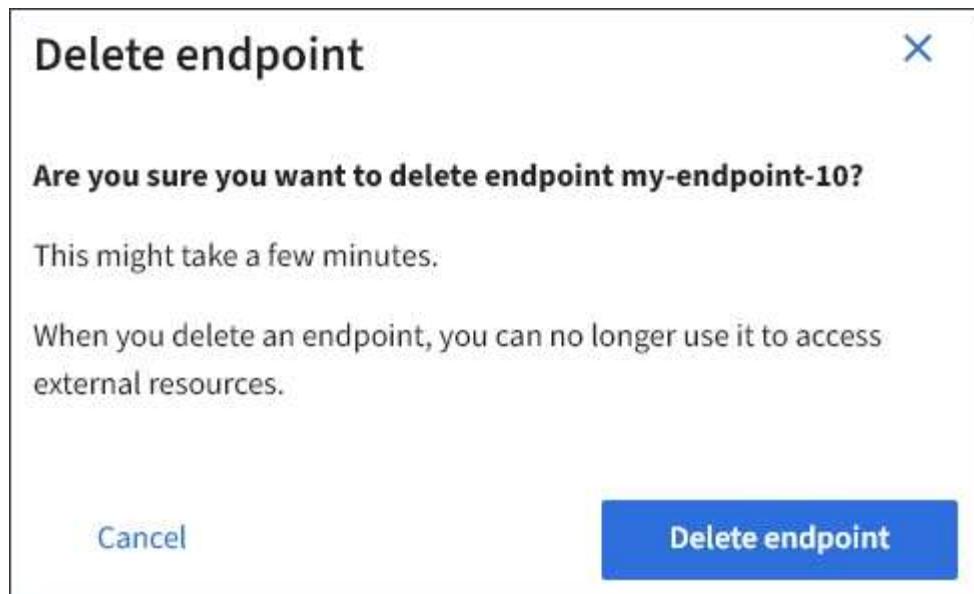 Delete endpoint
Are you sure you want to delete endpoint my-endpoint-10?
This might take a few minutes.
When you delete an endpoint, you can no longer use it to access
external resources.
Cancel
Delete endpoint